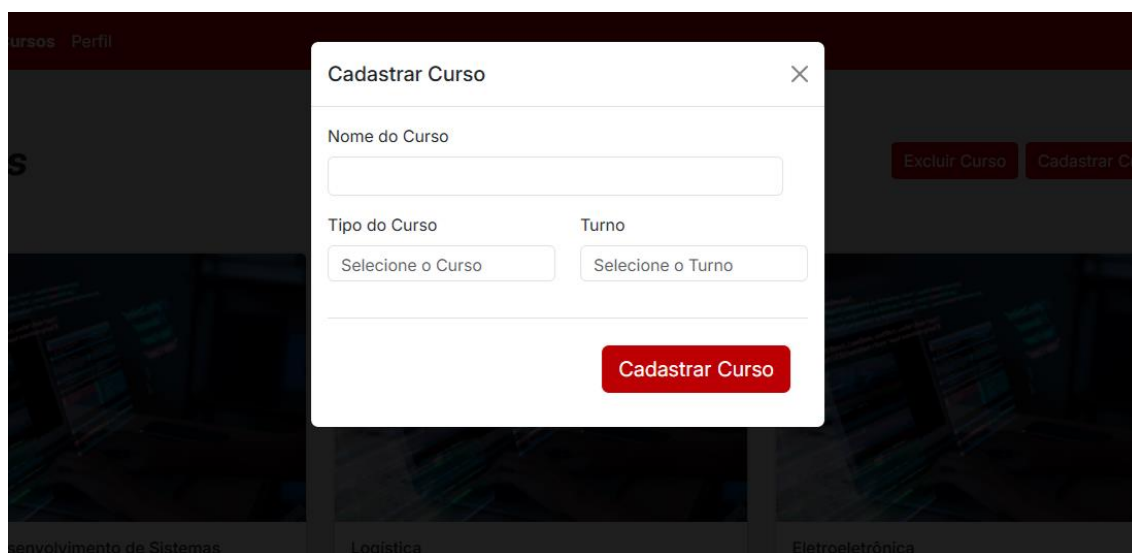 ursos Perfil
Cadastrar Curso
Nome do Curso
s
Excluir Curso Cadastrar C
Tipo do Curso Turno
Selecione o Curso Selecione o Turno
Cadastrar Curso
senvolvimento de Sistemas Logística Eletroeletrônica